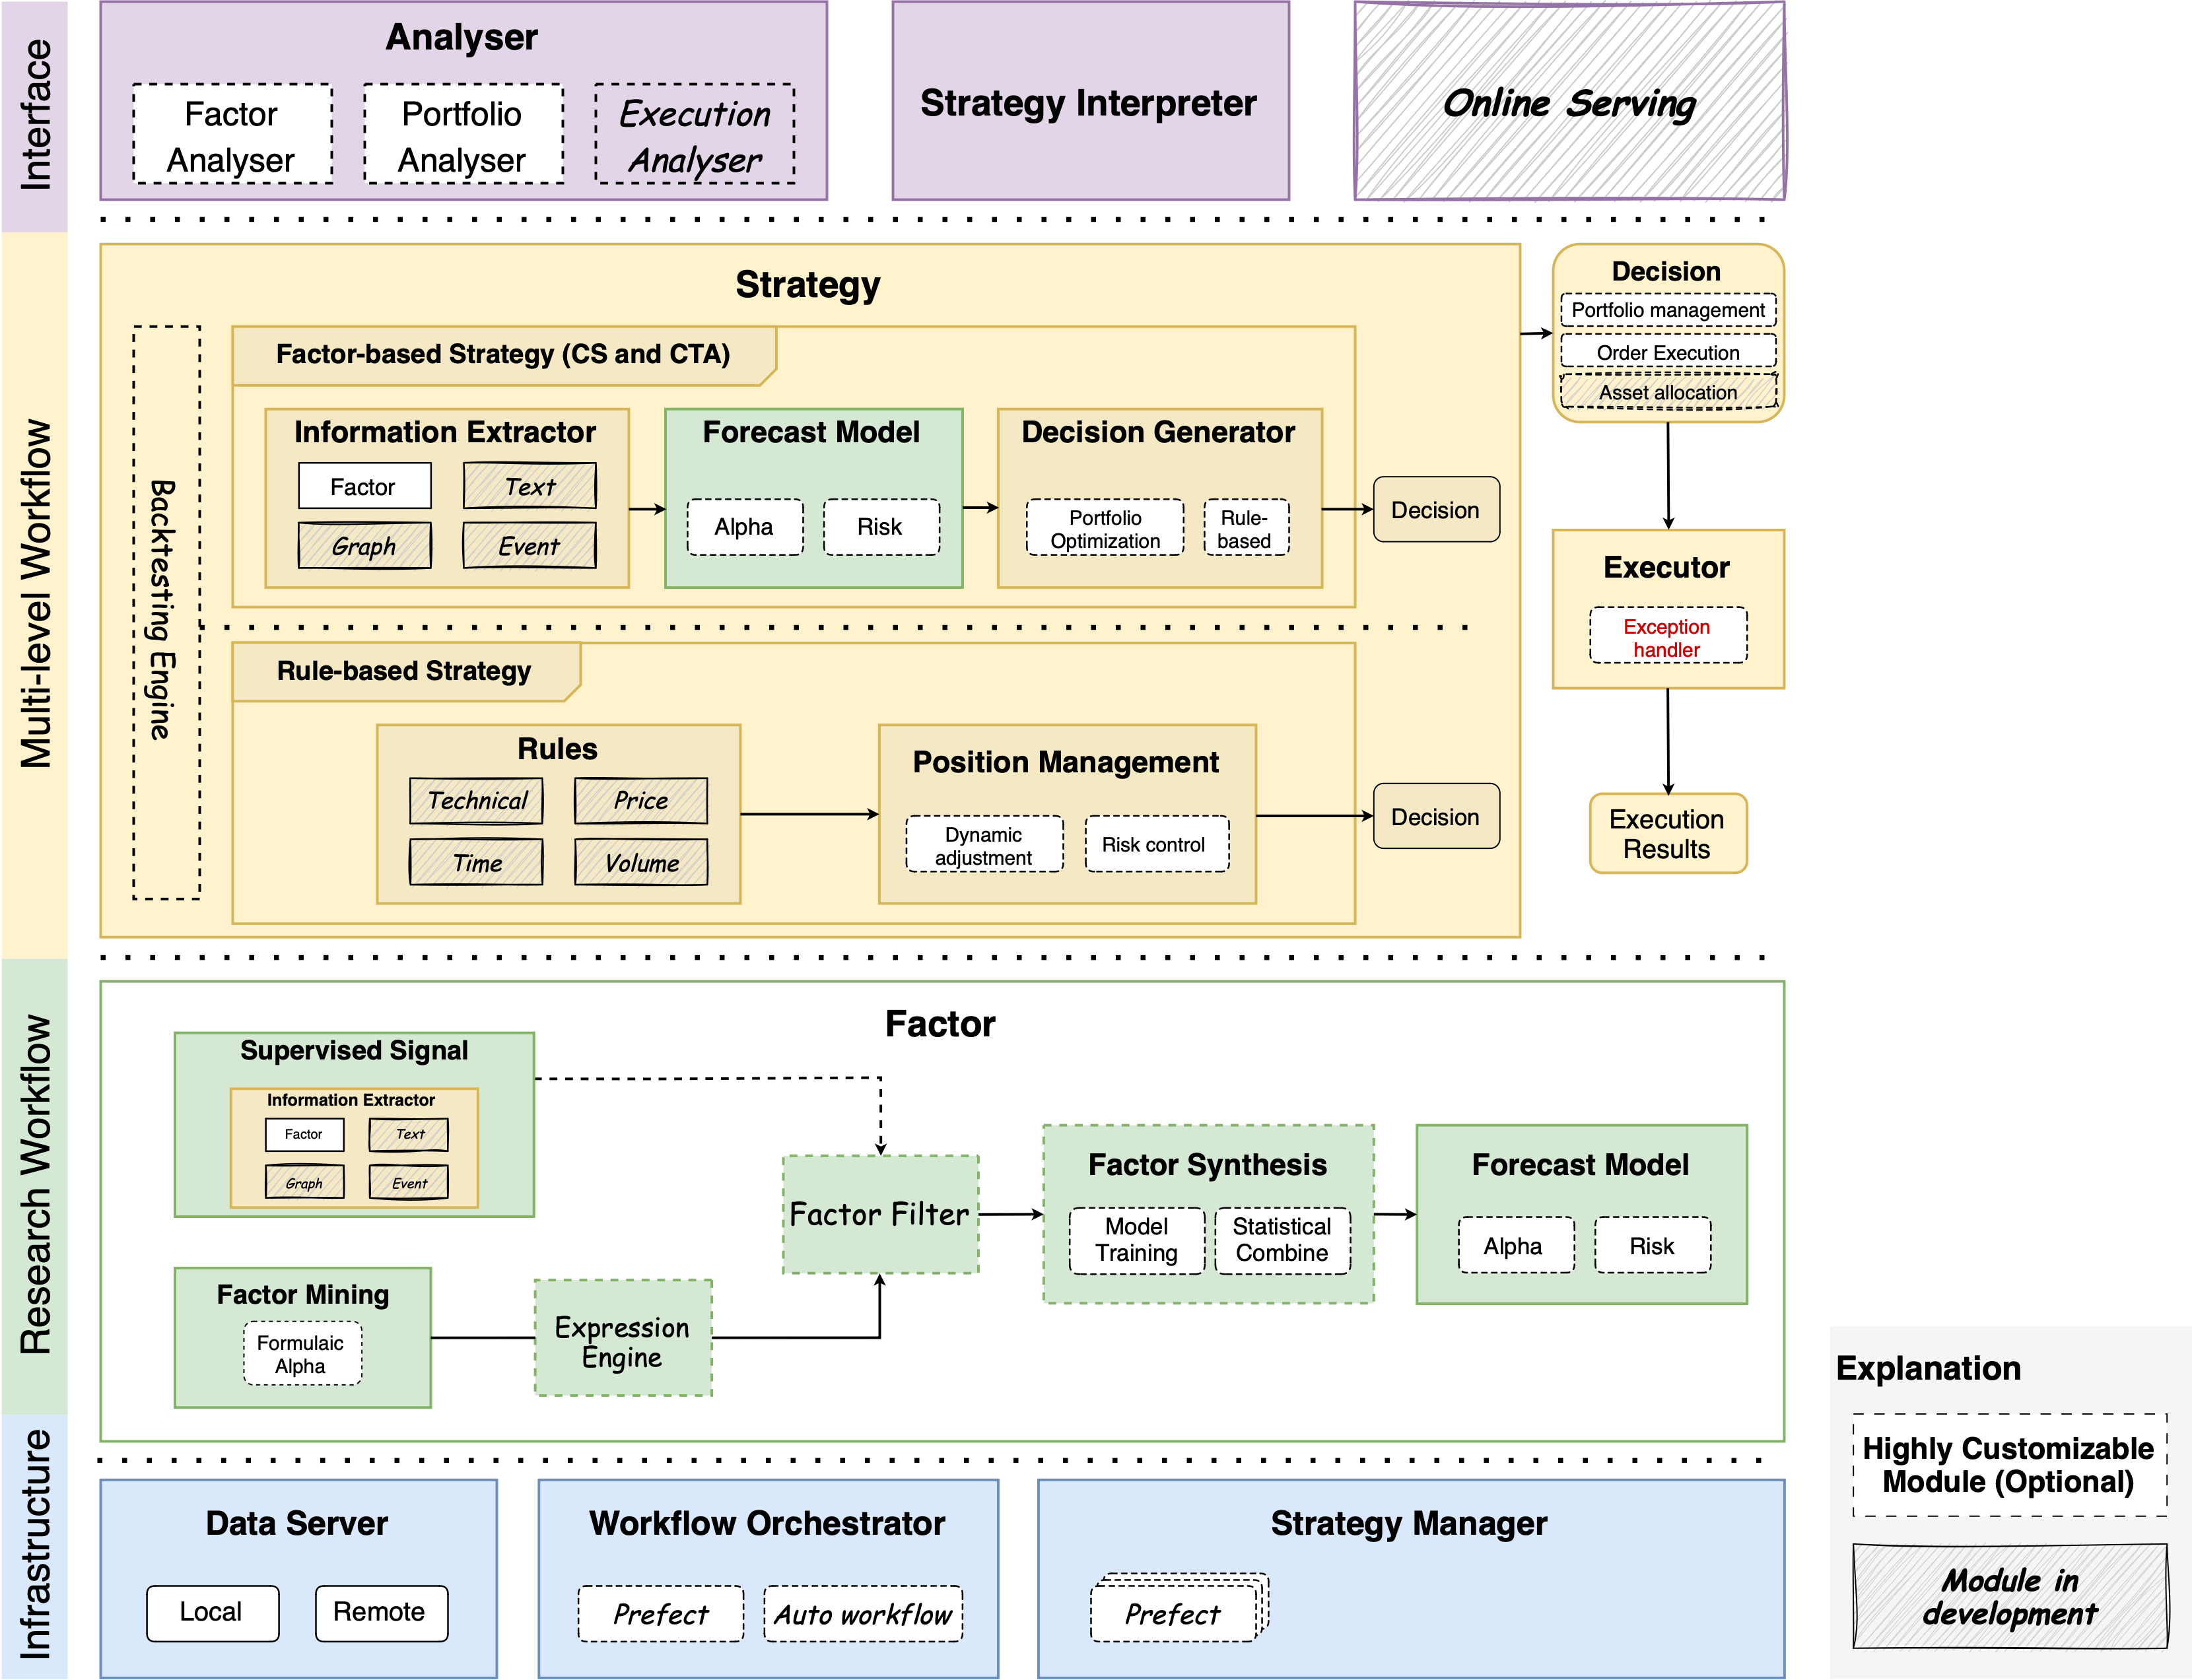 Interface
Analyser
Factor
Analyser
Portfolio
Analyser
Execution
Analyser
Strategy Interpreter
Online Serving
Multi-level Workflow
Strategy
Backtesting Engine
Factor-based Strategy (CS and CTA)
Information Extractor
Factor
Text
Graph
Event
Forecast Model
Alpha
Risk
Decision Generator
Portfolio
Optimization
Rule-
based
Decision
Rule-based Strategy
Rules
Technical
Price
Time
Volume
Position Management
Dynamic
adjustment
Risk control
Decision
Decision
Portfolio management
Order Execution
Asset allocation
Executor
Exception
handler
Execution
Results
Research Workflow
Factor
Supervised Signal
Information Extractor
Factor
Text
Graph
Event
Factor Mining
Formulaic
Alpha
Expression
Engine
Factor Filter
Factor Synthesis
Model
Training
Statistical
Combine
Forecast Model
Alpha
Risk
Infrastructure
Data Server
Local
Remote
Workflow Orchestrator
Prefect
Auto workflow
Strategy Manager
Prefect
Explanation
Highly Customizable
Module (Optional)
Module in
development